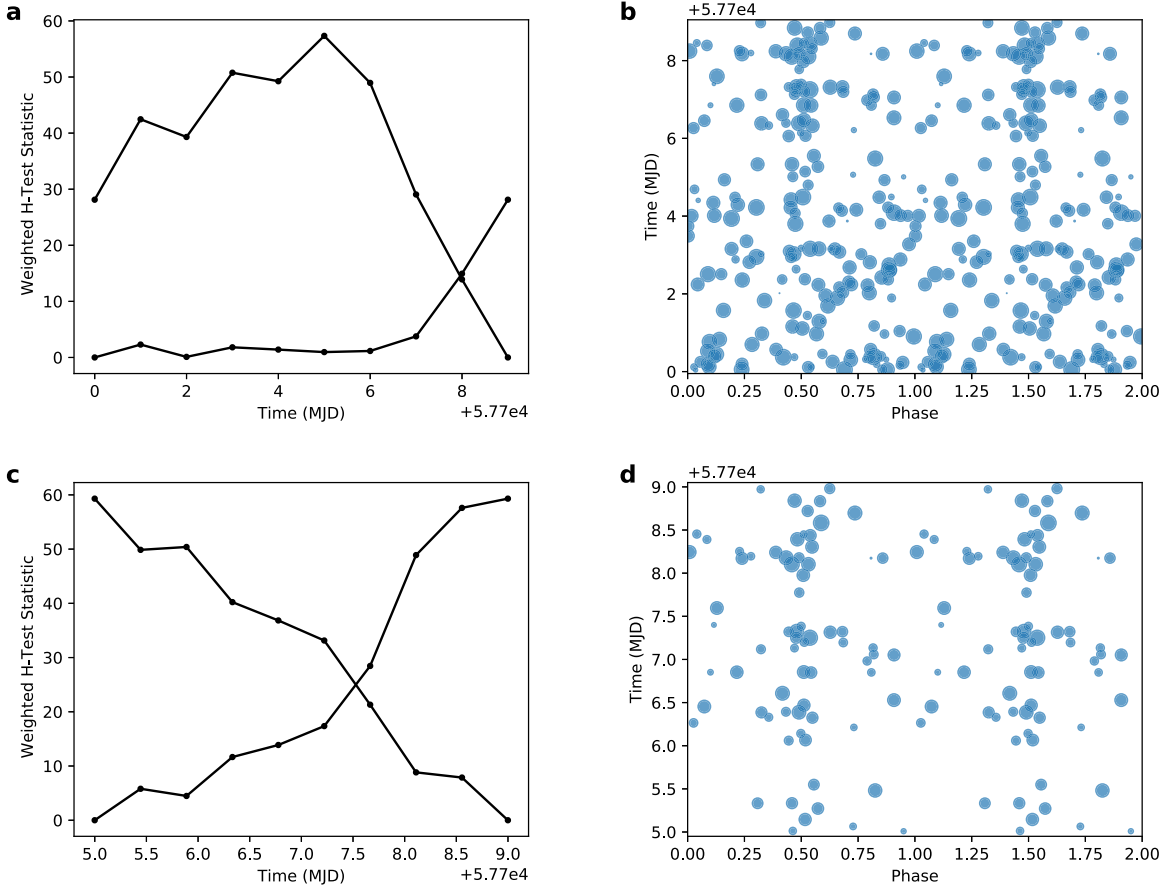 a
60
50
40
30
20
10
0
Weighted H-Test Statistic
0 2 4 6 8
Time (MJD)
+5.77e4
b
+5.77e4
8
6
4
2
0
Time (MJD)
0.00 0.25 0.50 0.75 1.00 1.25 1.50 1.75 2.00
Phase
c
60
50
40
30
20
10
0
Weighted H-Test Statistic
5.0 5.5 6.0 6.5 7.0 7.5 8.0 8.5 9.0
Time (MJD)
+5.77e4
d
+5.77e4
9.0
8.5
8.0
7.5
7.0
6.5
6.0
5.5
5.0
Time (MJD)
0.00 0.25 0.50 0.75 1.00 1.25 1.50 1.75 2.00
Phase